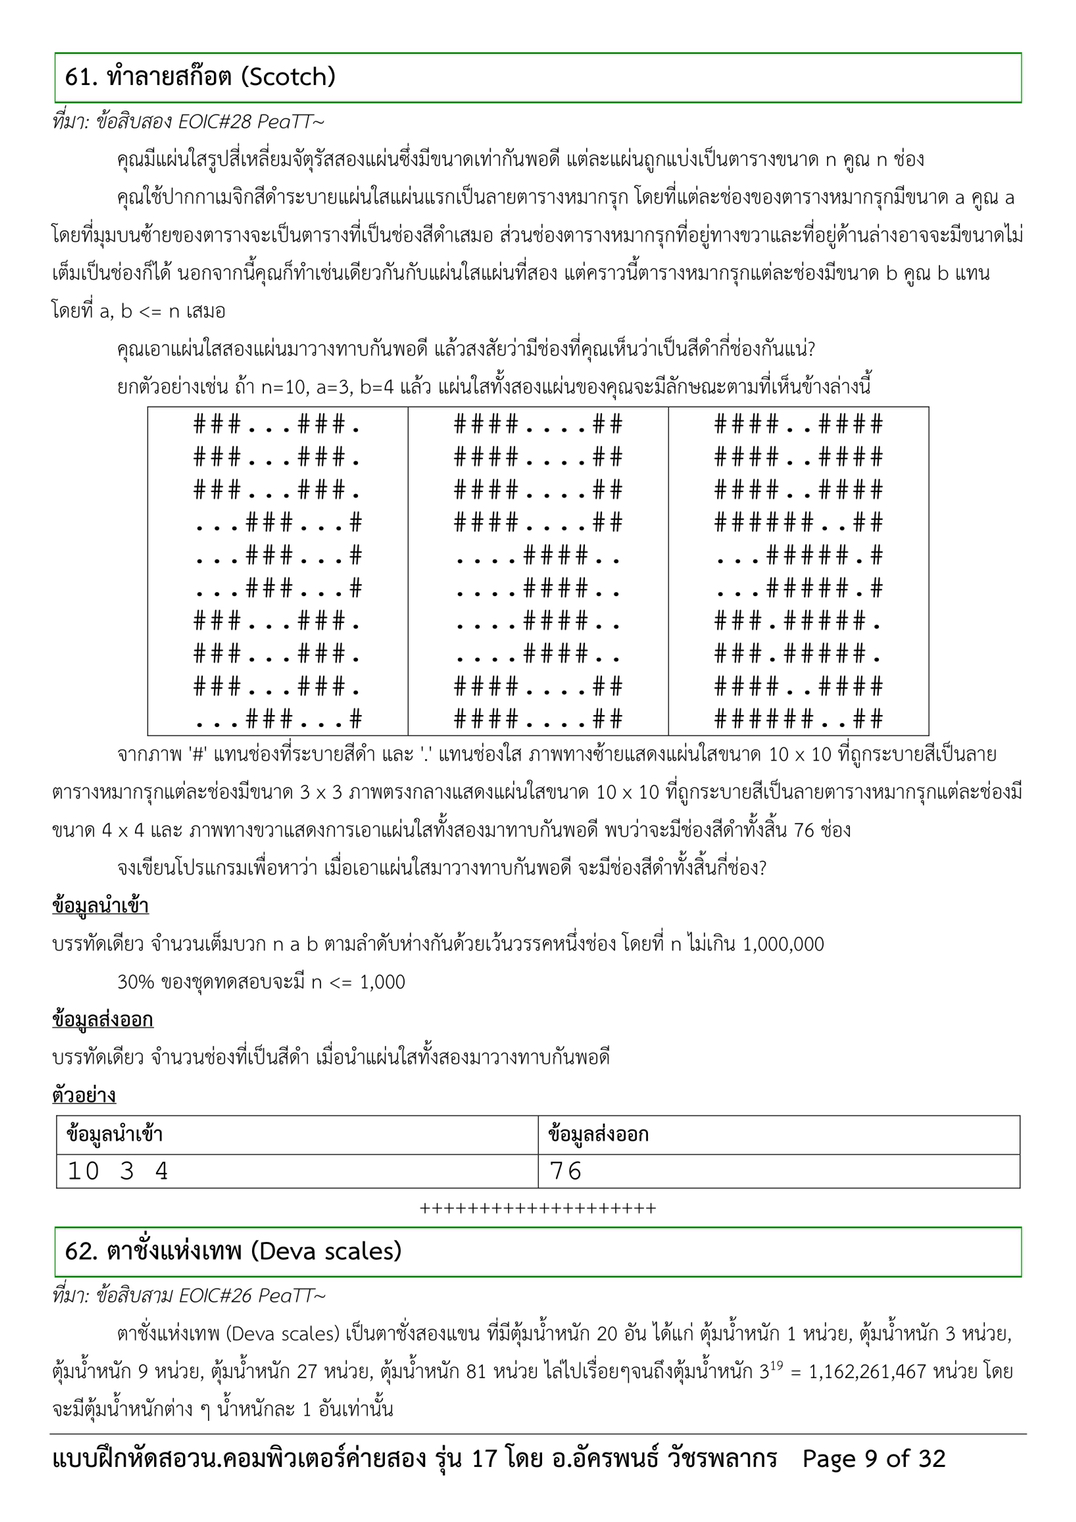 61. ทำลายสก๊อต (Scotch)
ที่มา: ข้อสิบสอง EOIC#28 PeaTT~
คุณมีแผ่นใสรูปสี่เหลี่ยมจัตุรัสสองแผ่นซึ่งมีขนาดเท่ากันพอดี แต่ละแผ่นถูกแบ่งเป็นตารางขนาด n คูณ n ช่อง
คุณใช้ปากกาเมจิกสีดำระบายแผ่นใสแผ่นแรกเป็นลายตารางหมากรุก โดยที่แต่ละช่องของตารางหมากรุกมีขนาด a คูณ a
โดยที่มุมบนซ้ายของตารางจะเป็นตารางที่เป็นช่องสีดำเสมอ ส่วนช่องตารางหมากรุกที่อยู่ทางขวาและที่อยู่ด้านล่างอาจจะมีขนาดไม่
เต็มเป็นช่องก็ได้ นอกจากนี้คุณก็ทำเช่นเดียวกันกับแผ่นใสแผ่นที่สอง แต่คราวนี้ตารางหมากรุกแต่ละช่องมีขนาด b คูณ b แทน
โดยที่ a, b <= n เสมอ
คุณเอาแผ่นใสสองแผ่นมาวางทาบกันพอดี แล้วสงสัยว่ามีช่องที่คุณเห็นว่าเป็นสีดำกี่ช่องกันแน่?
ยกตัวอย่างเช่น ถ้า n=10, a=3, b=4 แล้ว แผ่นใสทั้งสองแผ่นของคุณจะมีลักษณะตามที่เห็นข้างล่างนี้
###...###. ####....## ####..####
###...###. ####....## ####..####
###...###. ####....## ####..####
...###...# ####....## ######..##
...###...# ....####.. ...#####.#
...###...# ....####.. ...#####.#
###...###. ....####.. ###.#####.
###...###. ....####.. ###.#####.
###...###. ####....## ####..####
...###...# ####....## ######..##
จากภาพ '#' แทนช่องที่ระบายสีดำ และ '.' แทนช่องใส ภาพทางซ้ายแสดงแผ่นใสขนาด 10 x 10 ที่ถูกระบายสีเป็นลาย
ตารางหมากรุกแต่ละช่องมีขนาด 3 x 3 ภาพตรงกลางแสดงแผ่นใสขนาด 10 x 10 ที่ถูกระบายสีเป็นลายตารางหมากรุกแต่ละช่องมี
ขนาด 4 x 4 และ ภาพทางขวาแสดงการเอาแผ่นใสทั้งสองมาทาบกันพอดี พบว่าจะมีช่องสีดำทั้งสิ้น 76 ช่อง
จงเขียนโปรแกรมเพื่อหาว่า เมื่อเอาแผ่นใสมาวางทาบกันพอดี จะมีช่องสีดำทั้งสิ้นกี่ช่อง?
ข้อมูลนำเข้า
บรรทัดเดียว จำนวนเต็มบวก n a b ตามลำดับห่างกันด้วยเว้นวรรคหนึ่งช่อง โดยที่ n ไม่เกิน 1,000,000
30% ของชุดทดสอบจะมี n <= 1,000
ข้อมูลส่งออก
บรรทัดเดียว จำนวนช่องที่เป็นสีดำ เมื่อนำแผ่นใสทั้งสองมาวางทาบกันพอดี
ตัวอย่าง
ข้อมูลนำเข้า ข้อมูลส่งออก
10 3 4 76
++++++++++++++++++++
62. ตาชั่งแห่งเทพ (Deva scales)
ที่มา: ข้อสิบสาม EOIC#26 PeaTT~
ตาชั่งแห่งเทพ (Deva scales) เป็นตาชั่งสองแขน ที่มีตุ้มน้ำหนัก 20 อัน ได้แก่ ตุ้มน้ำหนัก 1 หน่วย, ตุ้มน้ำหนัก 3 หน่วย,
ตุ้มน้ำหนัก 9 หน่วย, ตุ้มน้ำหนัก 27 หน่วย, ตุ้มน้ำหนัก 81 หน่วย ไล่ไปเรื่อยๆจนถึงตุ้มน้ำหนัก 3¹⁹ = 1,162,261,467 หน่วย โดย
จะมีตุ้มน้ำหนักต่าง ๆ น้ำหนักละ 1 อันเท่านั้น
แบบฝึกหัดสอวน.คอมพิวเตอร์ค่ายสอง รุ่น 17 โดย อ.อัครพนธ์ วัชรพลากร Page 9 of 32